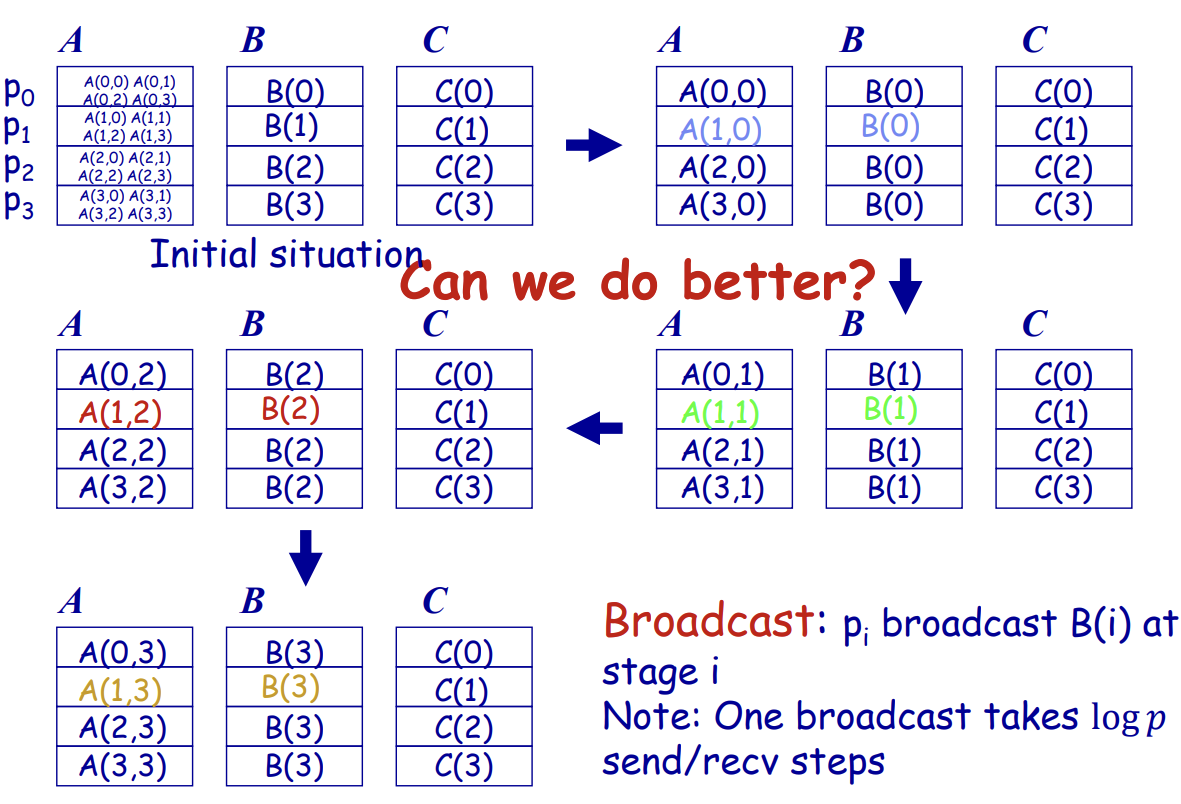 A B C A B C
p0 A(0,0) A(0,1) B(0) C(0) A(0,0) B(0) C(0)
A(0,2) A(0,3)
p1 A(1,0) A(1,1) B(1) C(1) A(1,0) B(0) C(1)
A(1,2) A(1,3)
p2 A(2,0) A(2,1) B(2) C(2) A(2,0) B(0) C(2)
A(2,2) A(2,3)
p3 A(3,0) A(3,1) B(3) C(3) A(3,0) B(0) C(3)
A(3,2) A(3,3)
Initial situation
Can we do better?
A B C A B C
A(0,2) B(2) C(0) A(0,1) B(1) C(0)
A(1,2) B(2) C(1) A(1,1) B(1) C(1)
A(2,2) B(2) C(2) A(2,1) B(1) C(2)
A(3,2) B(2) C(3) A(3,1) B(1) C(3)
A B C
A(0,3) B(3) C(0)
A(1,3) B(3) C(1)
A(2,3) B(3) C(2)
A(3,3) B(3) C(3)
Broadcast: pi broadcast B(i) at
stage i
Note: One broadcast takes log p
send/recv steps